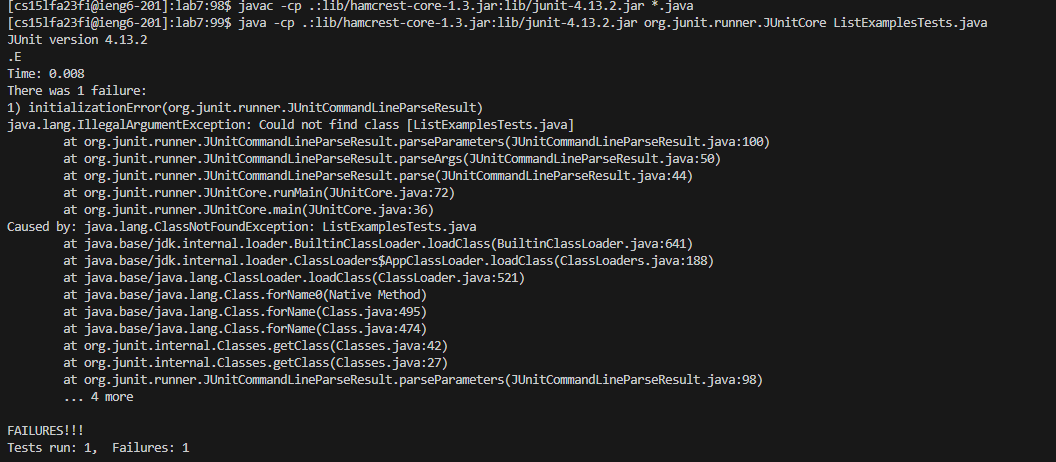 [cs15lfa23fi@ieng6-201]:lab7:98$ javac -cp .:lib/hamcrest-core-1.3.jar:lib/junit-4.13.2.jar *.java
[cs15lfa23fi@ieng6-201]:lab7:99$ java -cp .:lib/hamcrest-core-1.3.jar:lib/junit-4.13.2.jar org.junit.runner.JUnitCore ListExamplesTests.java
JUnit version 4.13.2
.E
Time: 0.008
There was 1 failure:
1) initializationError(org.junit.runner.JUnitCommandLineParseResult)
java.lang.IllegalArgumentException: Could not find class [ListExamplesTests.java]
        at org.junit.runner.JUnitCommandLineParseResult.parseParameters(JUnitCommandLineParseResult.java:100)
        at org.junit.runner.JUnitCommandLineParseResult.parseArgs(JUnitCommandLineParseResult.java:50)
        at org.junit.runner.JUnitCommandLineParseResult.parse(JUnitCommandLineParseResult.java:44)
        at org.junit.runner.JUnitCore.runMain(JUnitCore.java:72)
        at org.junit.runner.JUnitCore.main(JUnitCore.java:36)
Caused by: java.lang.ClassNotFoundException: ListExamplesTests.java
        at java.base/jdk.internal.loader.BuiltinClassLoader.loadClass(BuiltinClassLoader.java:641)
        at java.base/jdk.internal.loader.ClassLoaders$AppClassLoader.loadClass(ClassLoaders.java:188)
        at java.base/java.lang.ClassLoader.loadClass(ClassLoader.java:521)
        at java.base/java.lang.Class.forName0(Native Method)
        at java.base/java.lang.Class.forName(Class.java:495)
        at java.base/java.lang.Class.forName(Class.java:474)
        at org.junit.internal.Classes.getClass(Classes.java:42)
        at org.junit.internal.Classes.getClass(Classes.java:27)
        at org.junit.runner.JUnitCommandLineParseResult.parseParameters(JUnitCommandLineParseResult.java:98)
        ... 4 more

FAILURES!!!
Tests run: 1,  Failures: 1